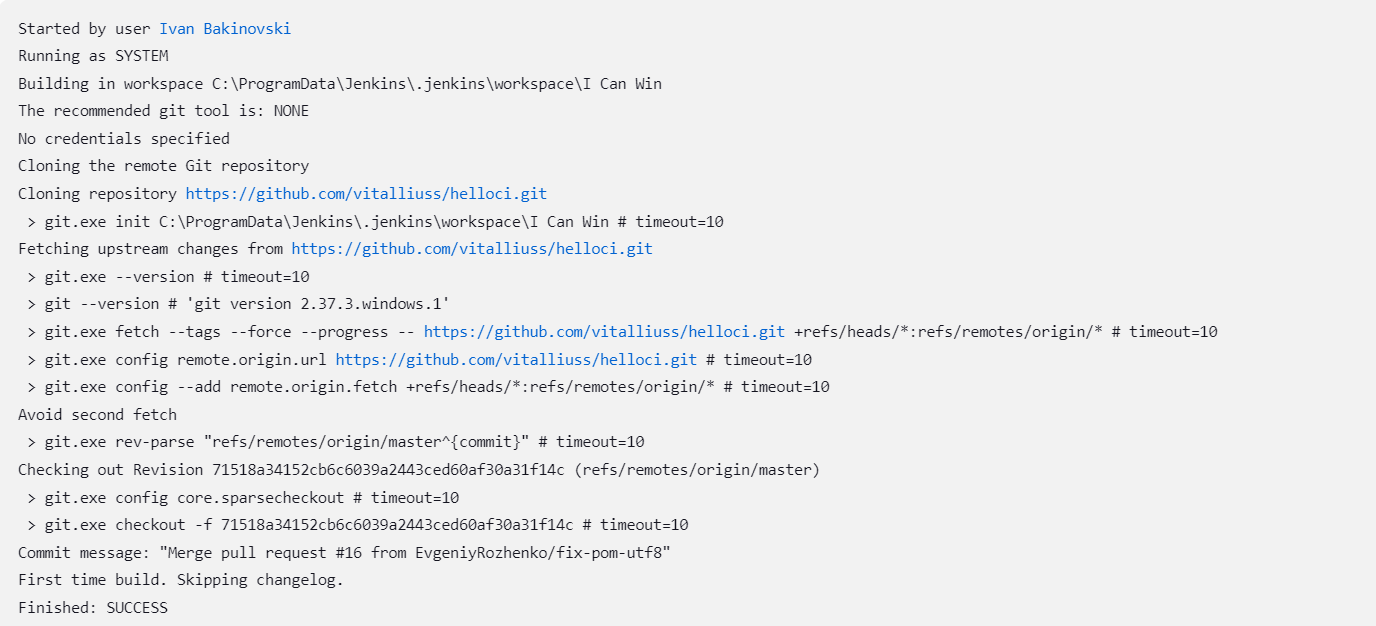 Started by user Ivan Bakinovski
Running as SYSTEM
Building in workspace C:\ProgramData\Jenkins\.jenkins\workspace\I Can Win
The recommended git tool is: NONE
No credentials specified
Cloning the remote Git repository
Cloning repository https://github.com/vitalliuss/helloci.git
 > git.exe init C:\ProgramData\Jenkins\.jenkins\workspace\I Can Win # timeout=10
Fetching upstream changes from https://github.com/vitalliuss/helloci.git
 > git.exe --version # timeout=10
 > git --version # 'git version 2.37.3.windows.1'
 > git.exe fetch --tags --force --progress -- https://github.com/vitalliuss/helloci.git +refs/heads/*:refs/remotes/origin/* # timeout=10
 > git.exe config remote.origin.url https://github.com/vitalliuss/helloci.git # timeout=10
 > git.exe config --add remote.origin.fetch +refs/heads/*:refs/remotes/origin/* # timeout=10
Avoid second fetch
 > git.exe rev-parse "refs/remotes/origin/master^{commit}" # timeout=10
Checking out Revision 71518a34152cb6c6039a2443ced60af30a31f14c (refs/remotes/origin/master)
 > git.exe config core.sparsecheckout # timeout=10
 > git.exe checkout -f 71518a34152cb6c6039a2443ced60af30a31f14c # timeout=10
Commit message: "Merge pull request #16 from EvgeniyRozhenko/fix-pom-utf8"
First time build. Skipping changelog.
Finished: SUCCESS